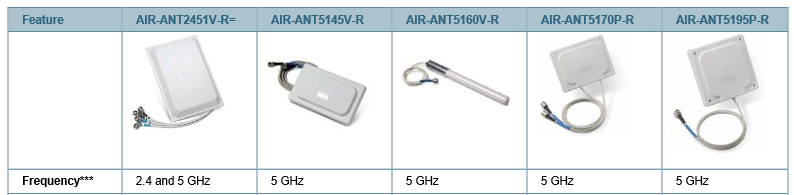 Feature AIR-ANT2451V-R= AIR-ANT5145V-R AIR-ANT5160V-R AIR-ANT5170P-R AIR-ANT5195P-R
Frequency*** 2.4 and 5 GHz 5 GHz 5 GHz 5 GHz 5 GHz